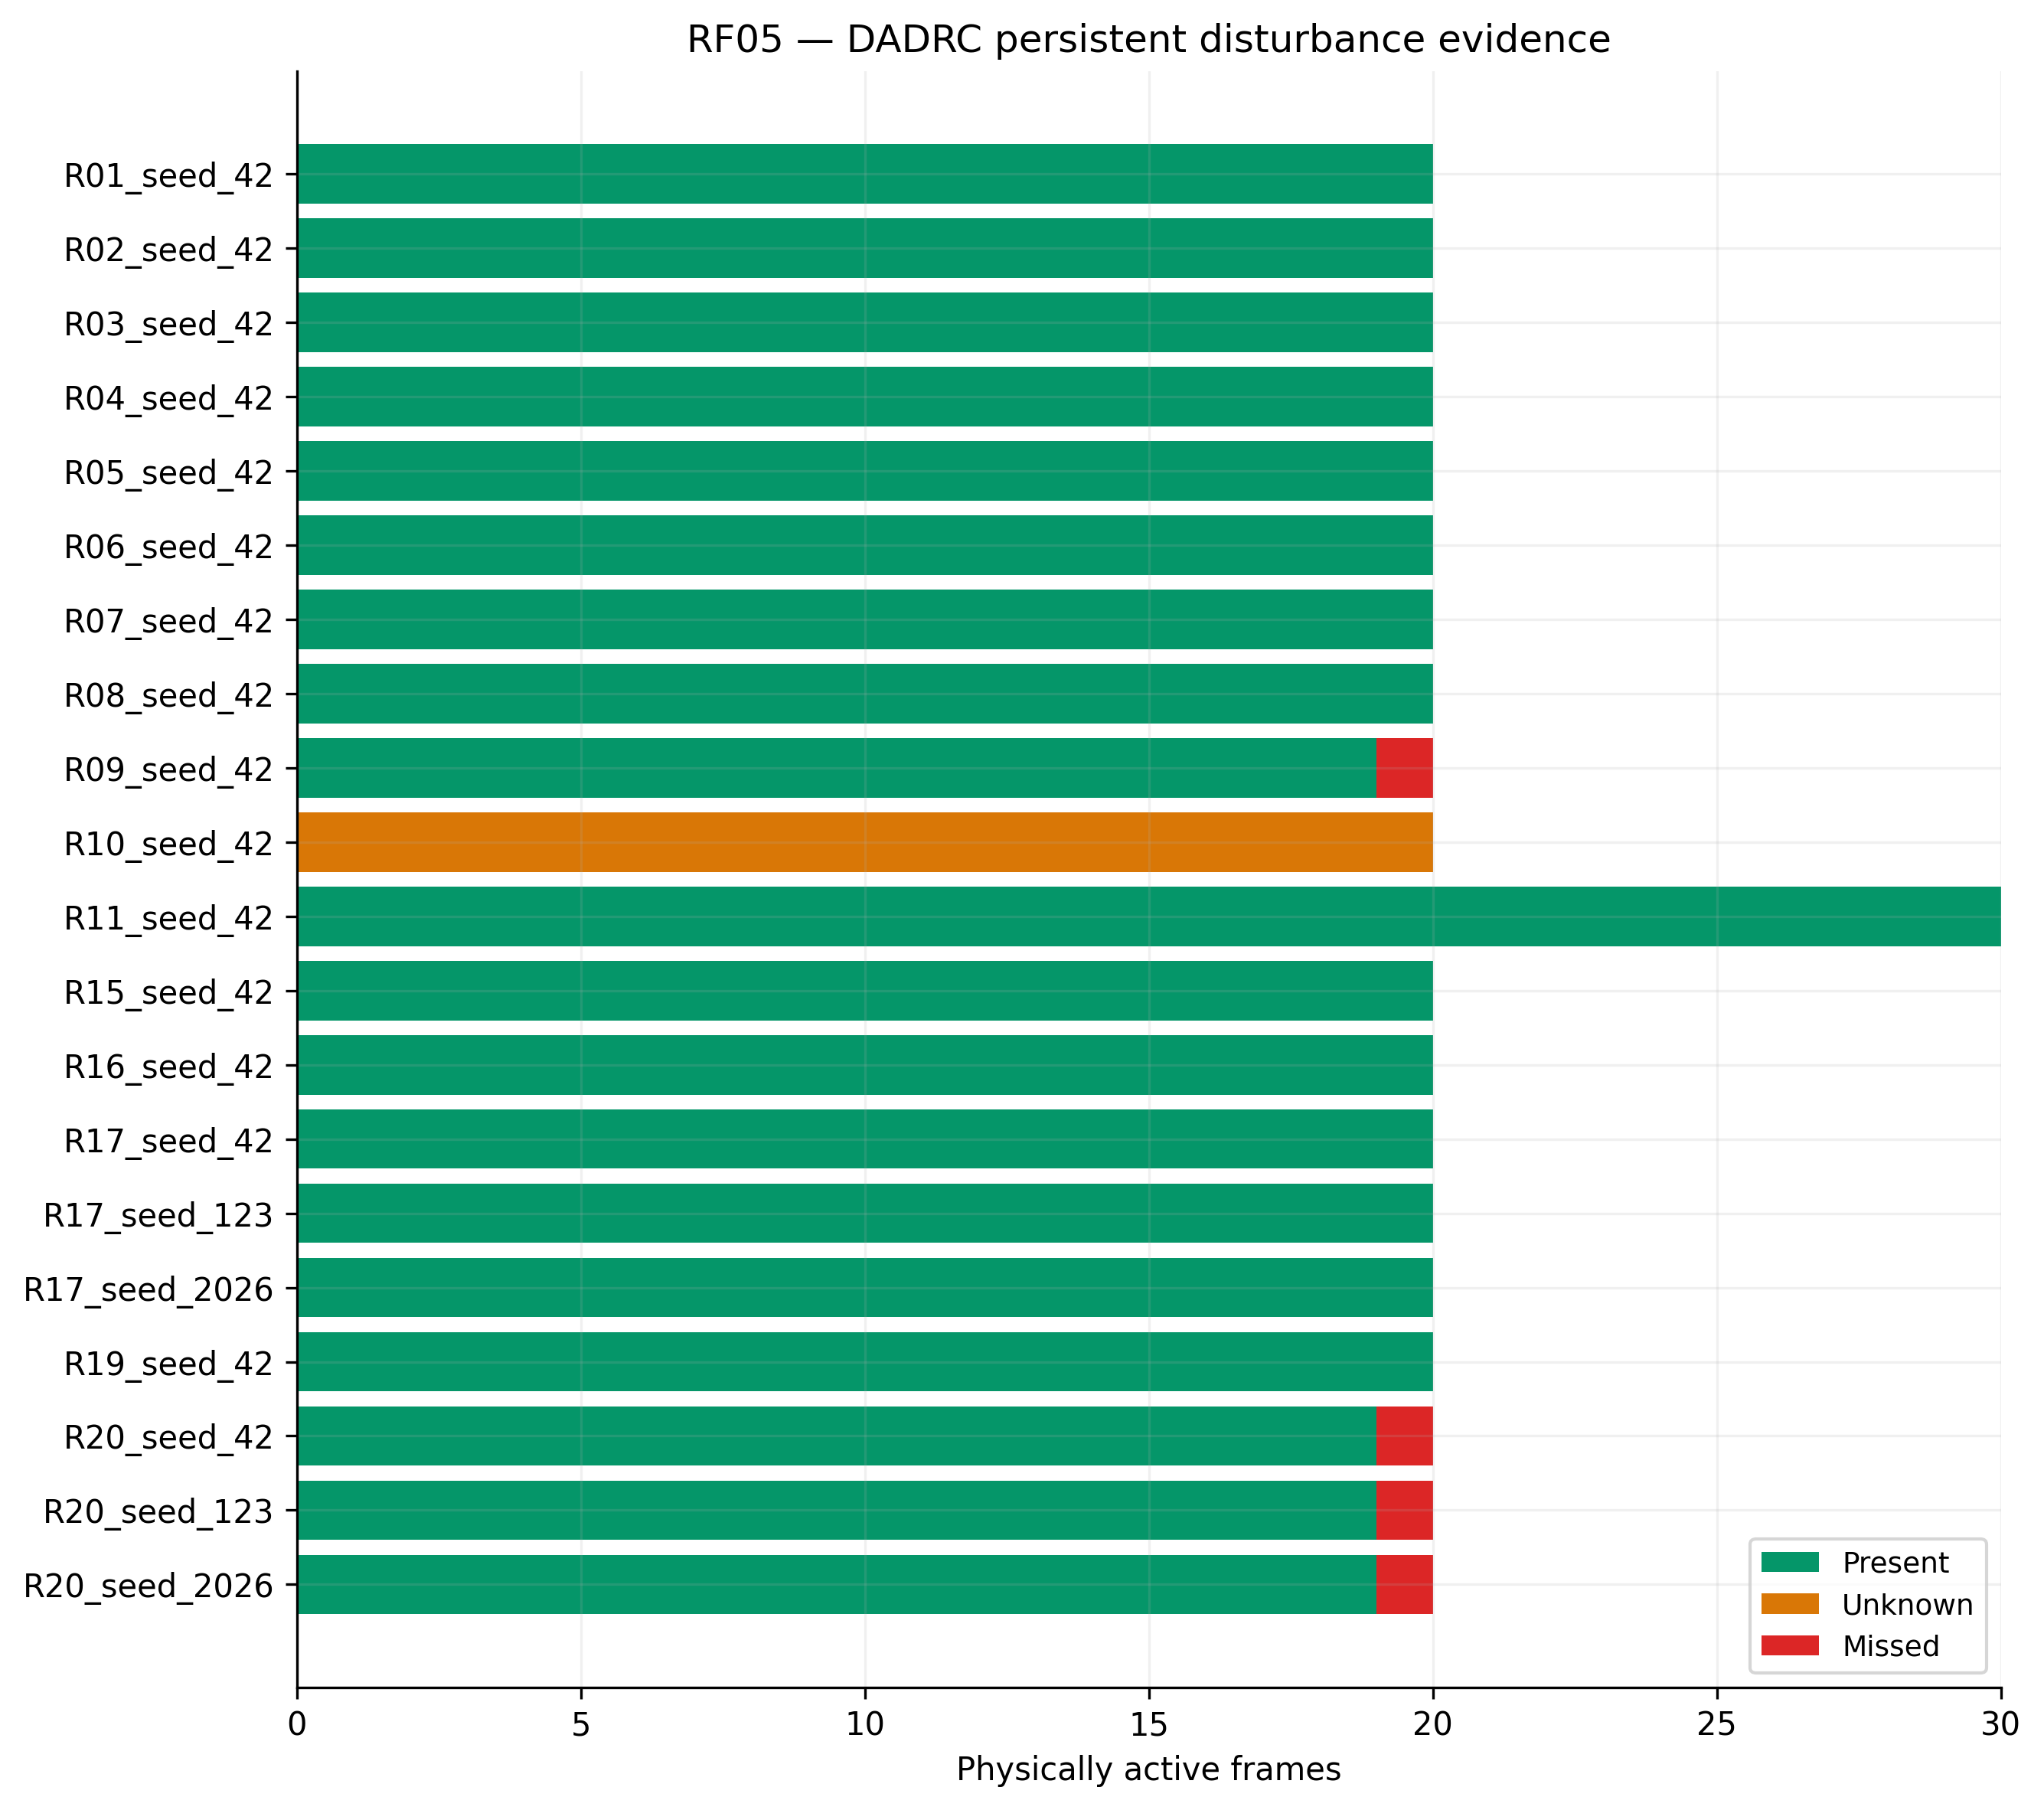 RF05 — DADRC persistent disturbance evidence
R01_seed_42
R02_seed_42
R03_seed_42
R04_seed_42
R05_seed_42
R06_seed_42
R07_seed_42
R08_seed_42
R09_seed_42
R10_seed_42
R11_seed_42
R15_seed_42
R16_seed_42
R17_seed_42
R17_seed_123
R17_seed_2026
R19_seed_42
R20_seed_42
R20_seed_123
R20_seed_2026
Present
Unknown
Missed
0 5 10 15 20 25 30
Physically active frames